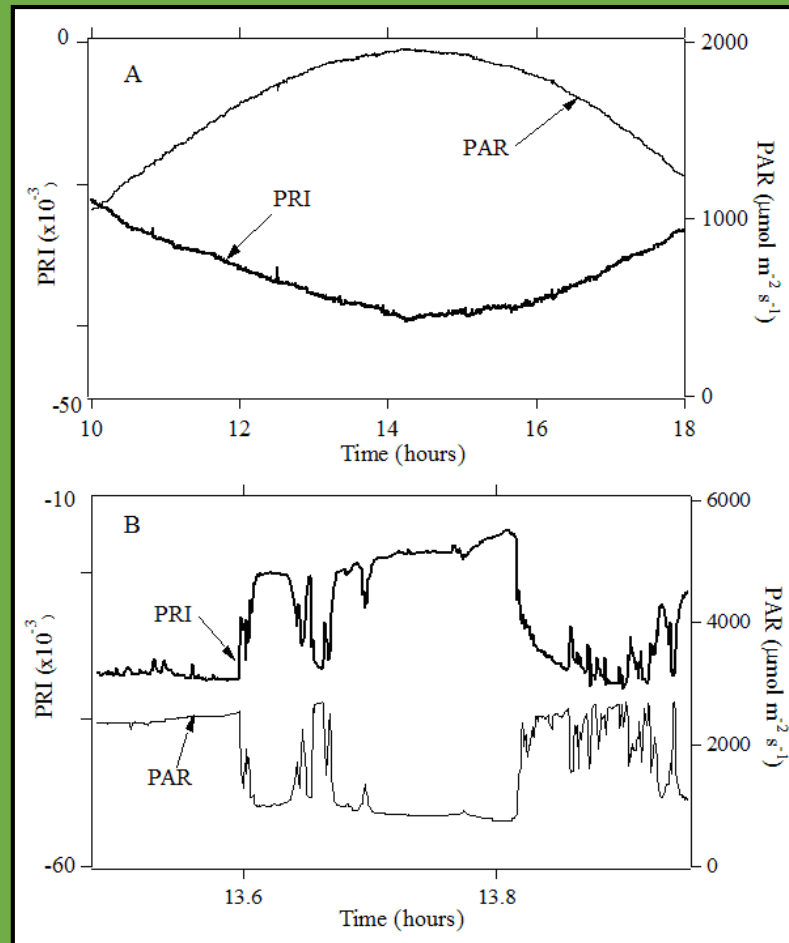 0
2000
A
PAR
PRI
1000
PRI (x10-3)
PAR (µmol m-2 s-1)
-50
0
10
12
14
16
18
Time (hours)
-10
6000
B
PRI
4000
PRI (x10-3)
PAR (µmol m-2 s-1)
2000
PAR
-60
0
13.6
13.8
Time (hours)